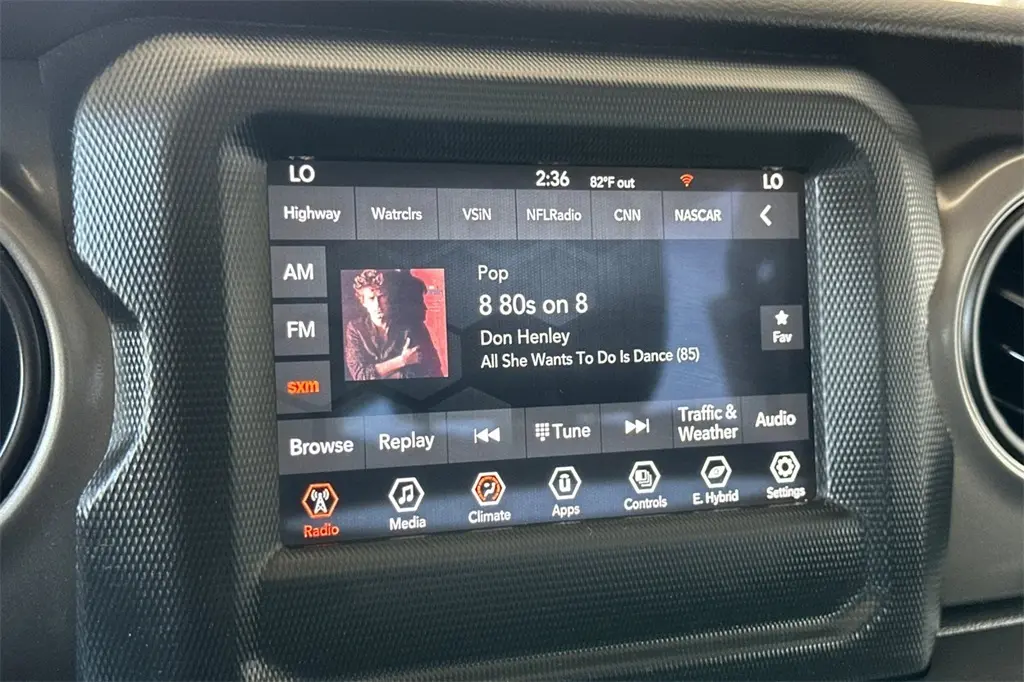 LO 2:36 82°F out LO
Highway Watrclrs VSiN NFLRadio CNN NASCAR
AM
FM
sxm
Pop
8 80s on 8
Don Henley
All She Wants To Do Is Dance (85)
Fav
Browse Replay Tune Traffic & Weather Audio
Radio Media Climate Apps Controls E. Hybrid Settings